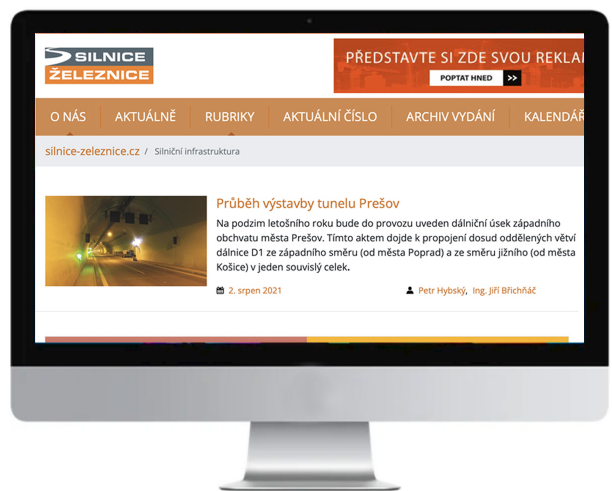 SILNICE
ŽELEZNICE
PŘEDSTAVTE SI ZDE SVOU
POPTAT HNED >>
O NÁS AKTUÁLNĚ RUBRIKY AKTUÁLNÍ ČÍSLO ARCHIV VYDÁNÍ KALENDÁŘ
silnice-zeleznice.cz / Silniční infrastruktura
Průběh výstavby tunelu Prešov
Na podzim letošního roku bude do provozu uveden dálniční úsek západního
obchvatu města Prešov. Tímto aktem dojde k propojení dosud oddělených větví
dálnice D1 ze západního směru (od města Poprad) a ze směru jižního (od města
Košice) v jeden souvislý celek.
2. srpen 2021 Petr Hybský, Ing. Jiří Břichňáč